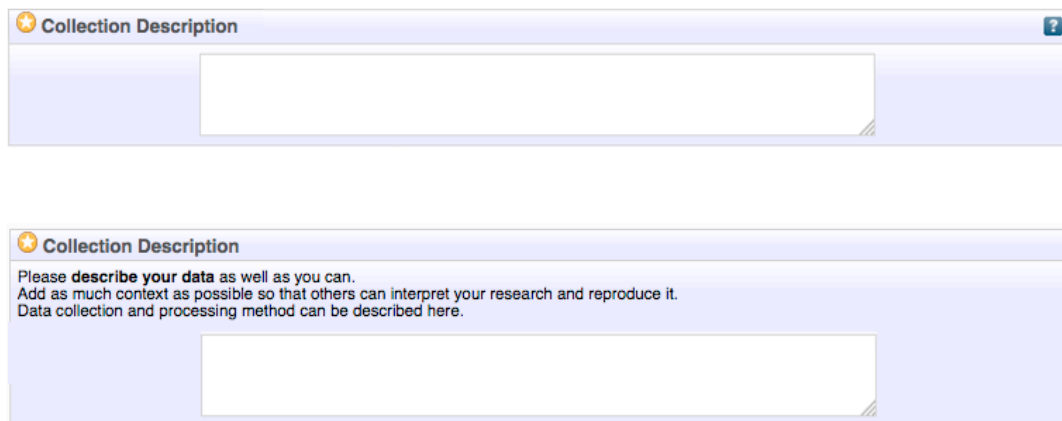 Collection Description
?
Collection Description
Please describe your data as well as you can.
Add as much context as possible so that others can interpret your research and reproduce it.
Data collection and processing method can be described here.